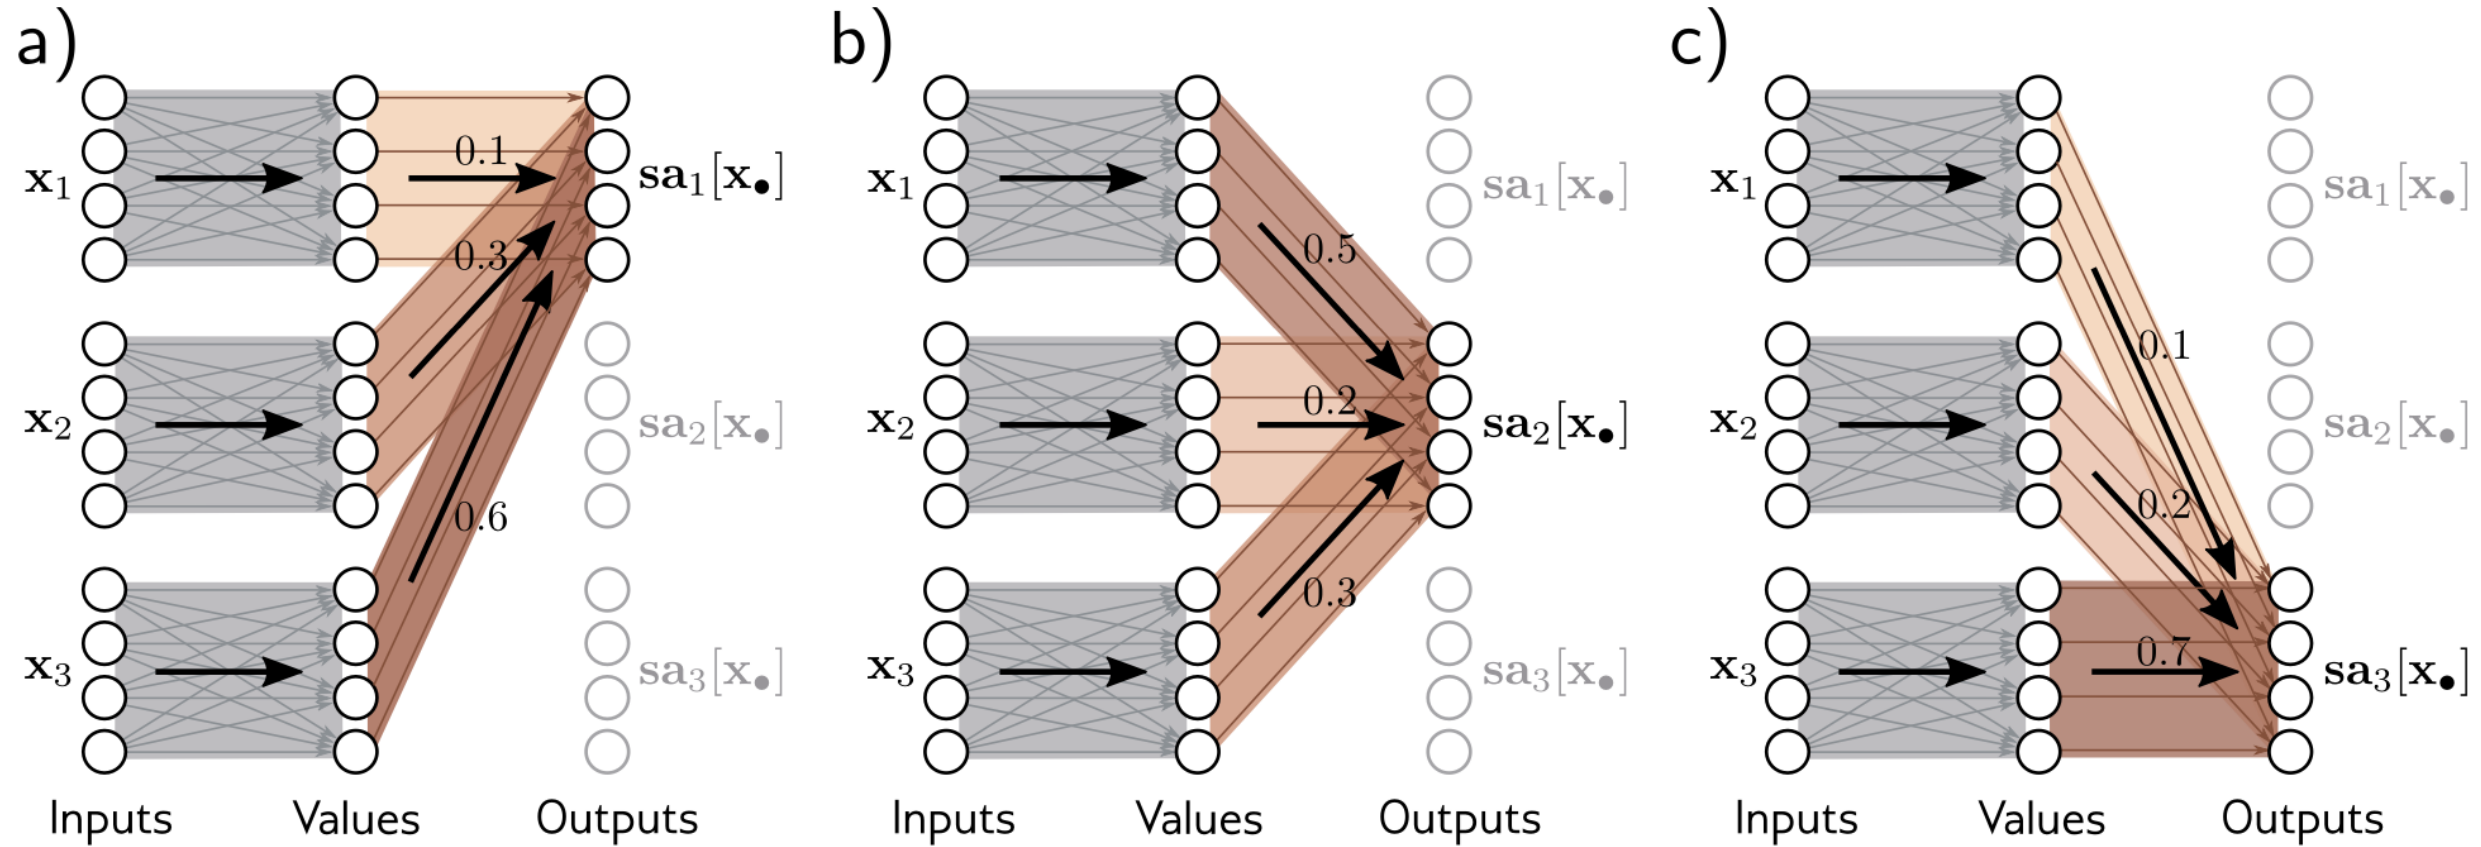 a)
x₁
0.1
0.3
sa₁[x•]
x₂
sa₂[x•]
0.6
x₃
sa₃[x•]
Inputs Values Outputs
b)
x₁
0.5
sa₁[x•]
x₂
0.2
sa₂[x•]
x₃
0.3
sa₃[x•]
Inputs Values Outputs
c)
x₁
sa₁[x•]
0.1
x₂
sa₂[x•]
0.2
x₃
0.7
sa₃[x•]
Inputs Values Outputs